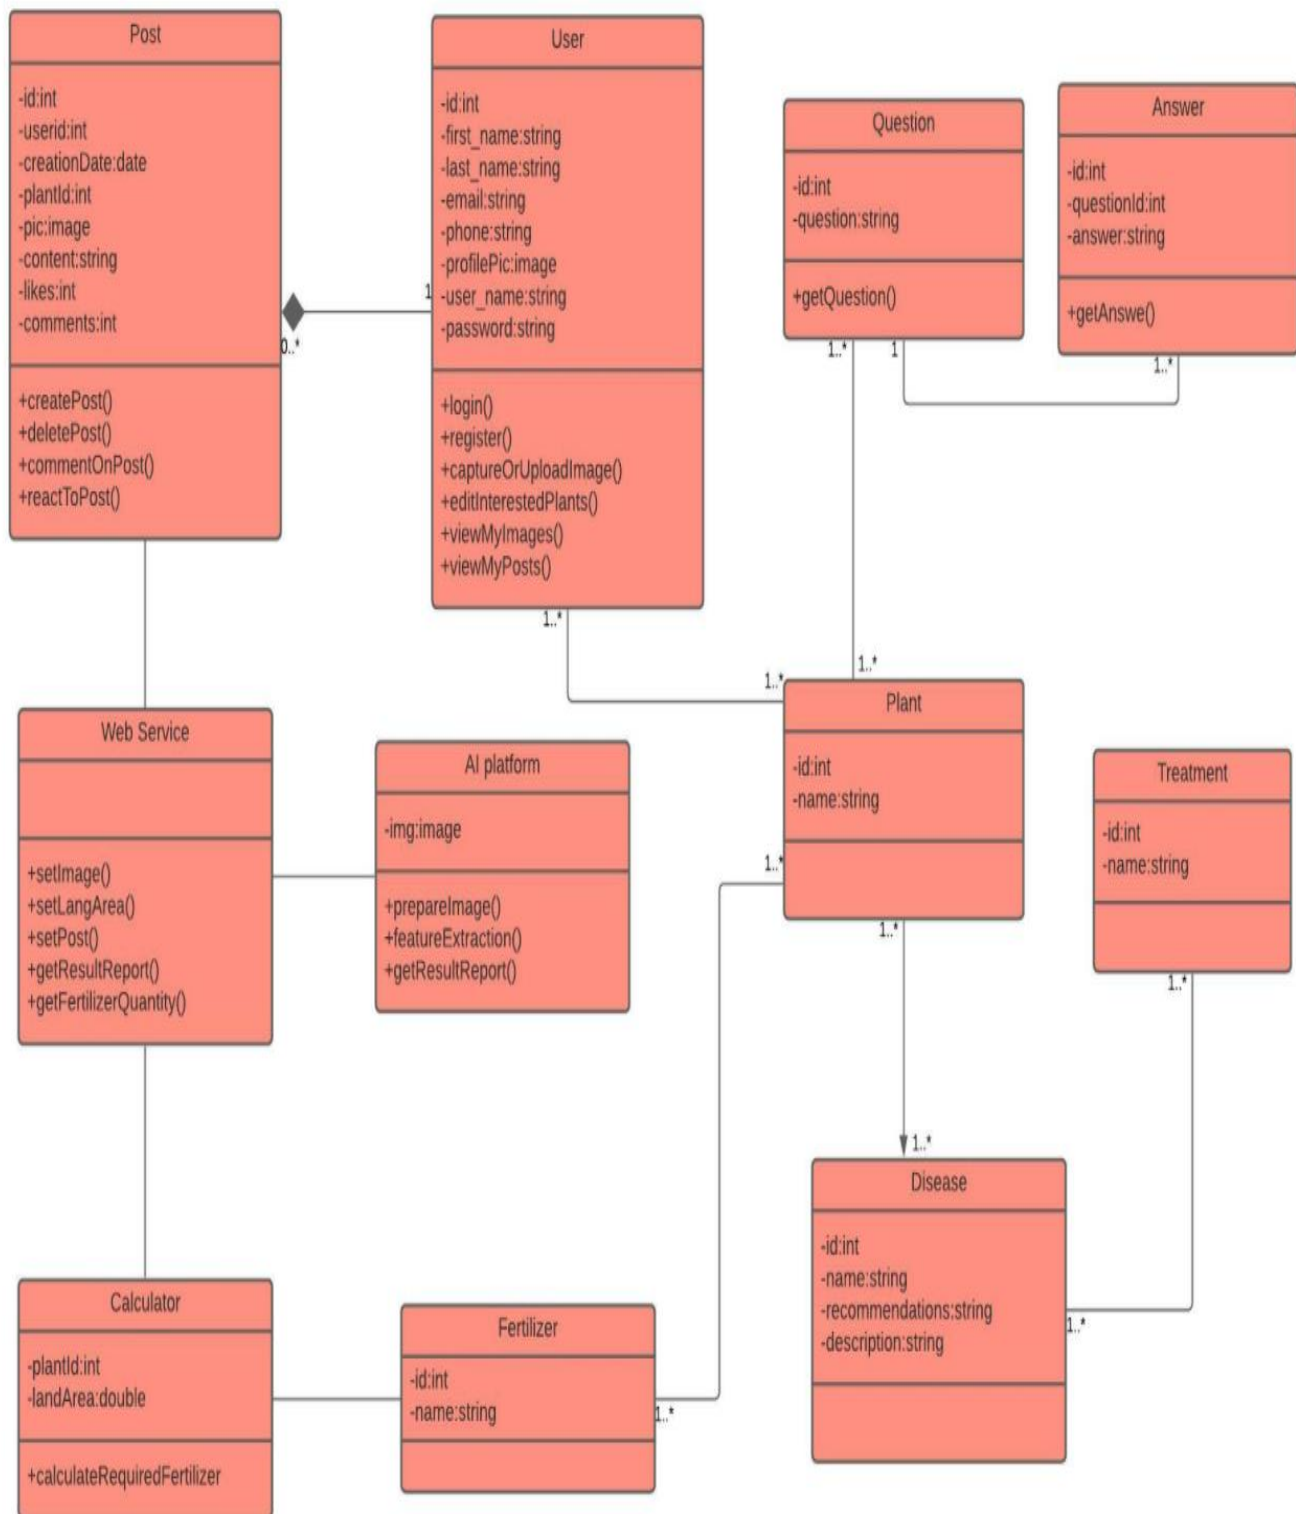 Post
-id:int
-userid:int
-creationDate:date
-plantId:int
-pic:image
-content:string
-likes:int
-comments:int
+createPost()
+deletePost()
+commentOnPost()
+reactToPost()
0..*
1
User
-id:int
-first_name:string
-last_name:string
-email:string
-phone:string
-profilePic:image
-user_name:string
-password:string
+login()
+register()
+captureOrUploadImage()
+editInterestedPlants()
+viewMyImages()
+viewMyPosts()
1..*
1..*
Question
-id:int
-question:string
+getQuestion()
1..*
1
Answer
-id:int
-questionId:int
-answer:string
+getAnswe()
1..*
1..*
Plant
-id:int
-name:string
1..*
1..*
Web Service
+setImage()
+setLangArea()
+setPost()
+getResultReport()
+getFertilizerQuantity()
AI platform
-img:image
+prepareImage()
+featureExtraction()
+getResultReport()
Treatment
-id:int
-name:string
1..*
1..*
Disease
-id:int
-name:string
-recommendations:string
-description:string
1..*
Calculator
-plantId:int
-landArea:double
+calculateRequiredFertilizer
Fertilizer
-id:int
-name:string
1..*